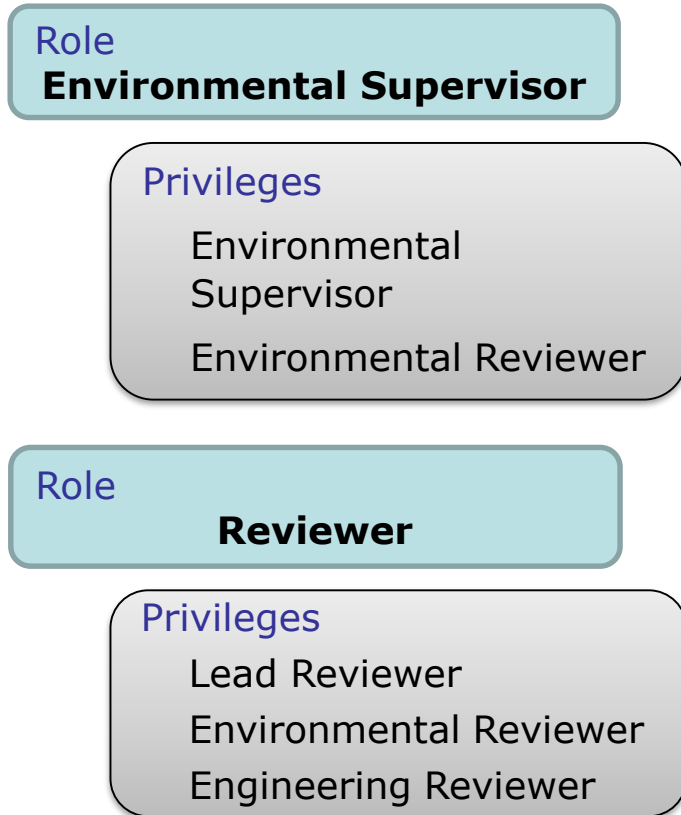 Role
Environmental Supervisor
Privileges
Environmental
Supervisor
Environmental Reviewer
Role
Reviewer
Privileges
Lead Reviewer
Environmental Reviewer
Engineering Reviewer